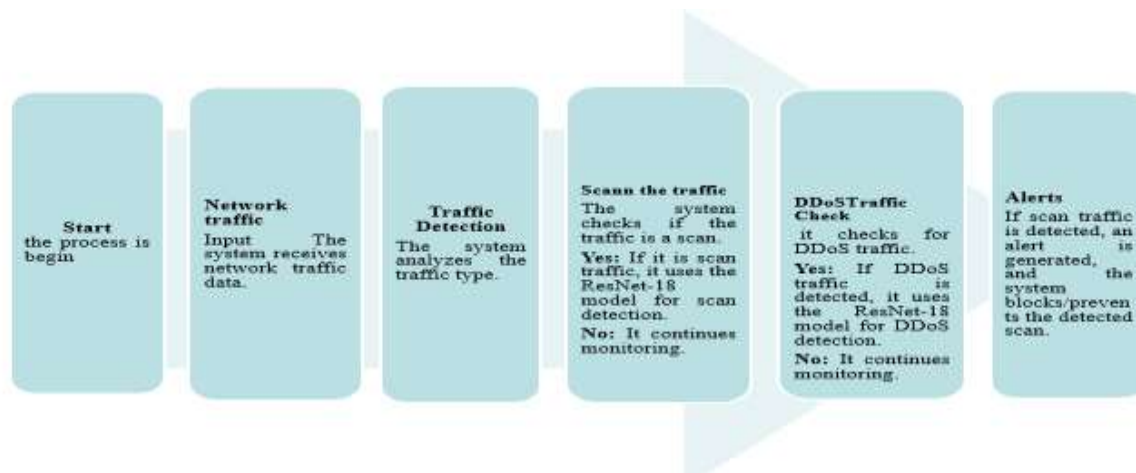 Start
the process is
begin
Network
traffic
Input The
system receives
network traffic
data.
Traffic
Detection
The system
analyzes the
traffic type.
Scann the traffic
The system
checks if the
traffic is a scan.
Yes: If it is scan
traffic, it uses the
ResNet-18
model for scan
detection.
No: It continues
monitoring.
DDoSTraffic
Check
it checks for
DDoS traffic.
Yes: If DDoS
traffic is
detected, it uses
the ResNet-18
model for DDoS
detection.
No: It continues
monitoring.
Alerts
If scan traffic
is detected, an
alert is
generated,
and the
system
blocks/preven
ts the detected
scan.